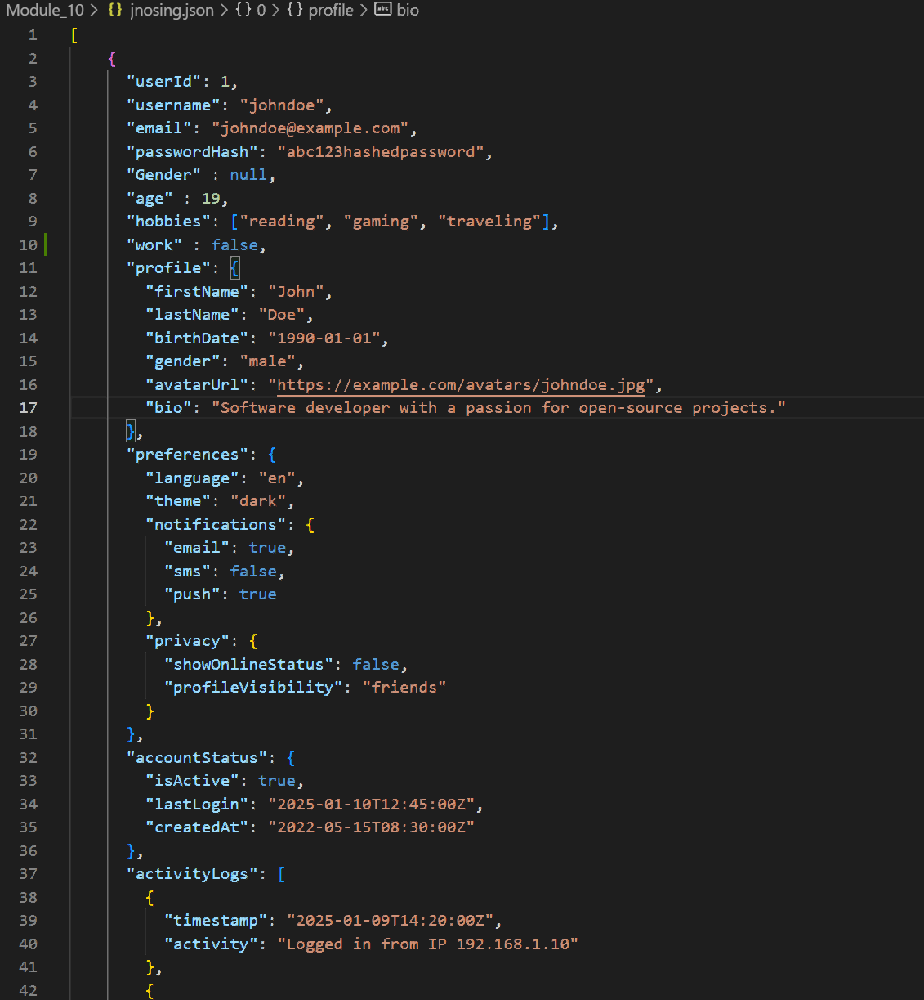 Module_10 > {} jnosing.json > {} 0 > {} profile > abc bio
1 [
2 {
3 "userId": 1,
4 "username": "johndoe",
5 "email": "johndoe@example.com",
6 "passwordHash": "abc123hashedpassword",
7 "Gender" : null,
8 "age" : 19,
9 "hobbies": ["reading", "gaming", "traveling"],
10 "work" : false,
11 "profile": {
12 "firstName": "John",
13 "lastName": "Doe",
14 "birthDate": "1990-01-01",
15 "gender": "male",
16 "avatarUrl": "https://example.com/avatars/johndoe.jpg",
17 "bio": "Software developer with a passion for open-source projects."
18 },
19 "preferences": {
20 "language": "en",
21 "theme": "dark",
22 "notifications": {
23 "email": true,
24 "sms": false,
25 "push": true
26 },
27 "privacy": {
28 "showOnlineStatus": false,
29 "profileVisibility": "friends"
30 }
31 },
32 "accountStatus": {
33 "isActive": true,
34 "lastLogin": "2025-01-10T12:45:00Z",
35 "createdAt": "2022-05-15T08:30:00Z"
36 },
37 "activityLogs": [
38 {
39 "timestamp": "2025-01-09T14:20:00Z",
40 "activity": "Logged in from IP 192.168.1.10"
41 },
42 {